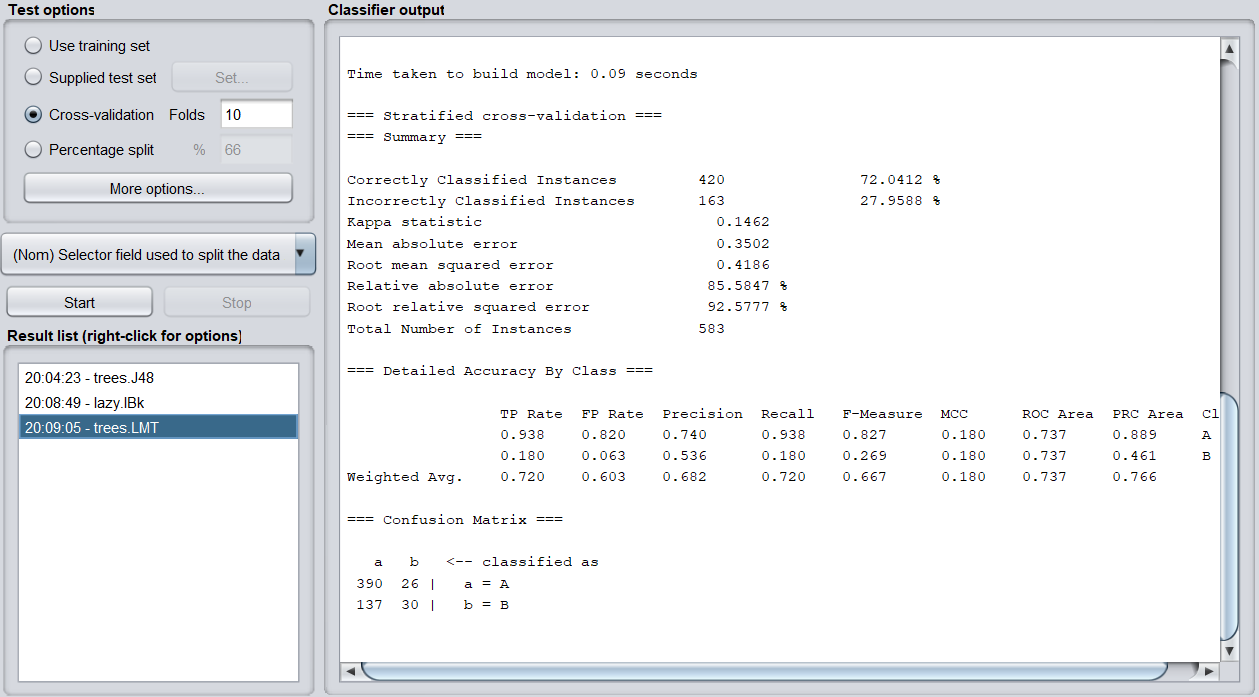 Test options
Use training set
Supplied test set Set...
Cross-validation Folds 10
Percentage split % 66
More options...
(Nom) Selector field used to split the data
Start Stop
Result list (right-click for options)
20:04:23 - trees.J48
20:08:49 - lazy.IBk
20:09:05 - trees.LMT
Classifier output
Time taken to build model: 0.09 seconds
=== Stratified cross-validation ===
=== Summary ===
Correctly Classified Instances 420 72.0412 %
Incorrectly Classified Instances 163 27.9588 %
Kappa statistic 0.1462
Mean absolute error 0.3502
Root mean squared error 0.4186
Relative absolute error 85.5847 %
Root relative squared error 92.5777 %
Total Number of Instances 583
=== Detailed Accuracy By Class ===
TP Rate FP Rate Precision Recall F-Measure MCC ROC Area PRC Area Cl
0.938 0.820 0.740 0.938 0.827 0.180 0.737 0.889 A
0.180 0.063 0.536 0.180 0.269 0.180 0.737 0.461 B
Weighted Avg. 0.720 0.603 0.682 0.720 0.667 0.180 0.737 0.766
=== Confusion Matrix ===
a b <-- classified as
390 26 | a = A
137 30 | b = B